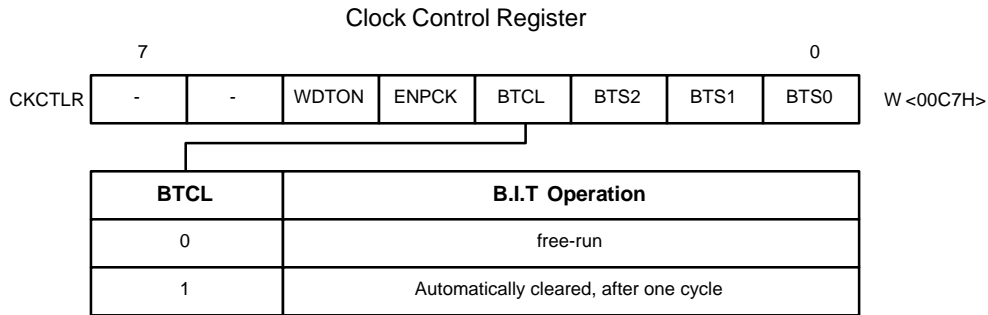 Clock Control Register
7 0
CKCTLR - - WDTON ENPCK BTCL BTS2 BTS1 BTS0 W <00C7H>
BTCL B.I.T Operation
0 free-run
1 Automatically cleared, after one cycle